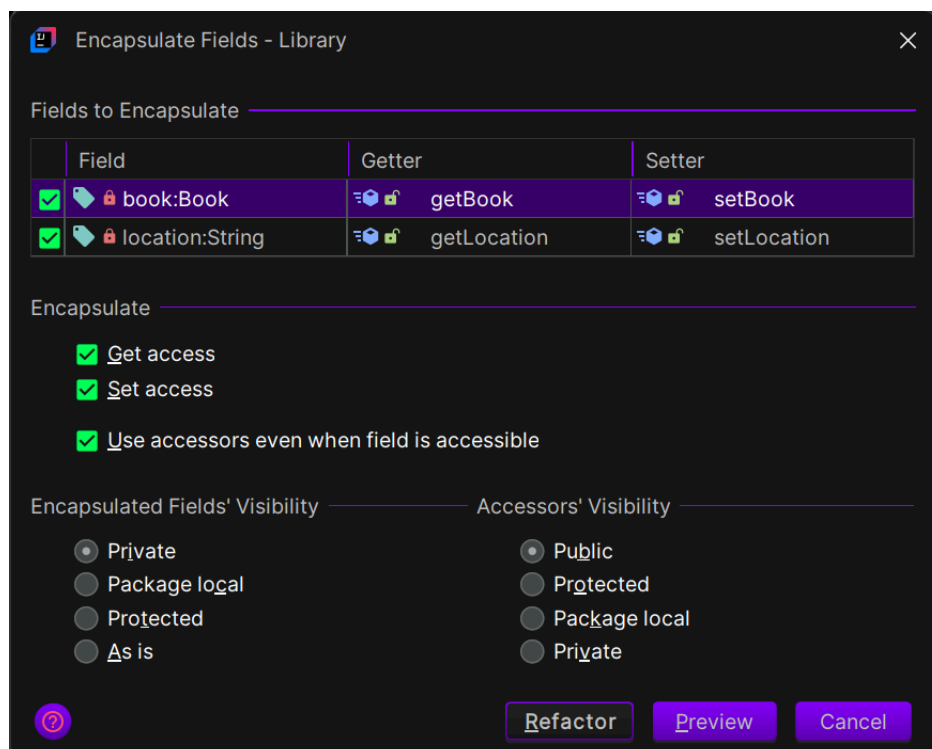 Encapsulate Fields - Library
Fields to Encapsulate
Field Getter Setter
book:Book getBook setBook
location:String getLocation setLocation
Encapsulate
Get access
Set access
Use accessors even when field is accessible
Encapsulated Fields' Visibility Accessors' Visibility
Private Public
Package local Protected
Protected Package local
As is Private
? Refactor Preview Cancel